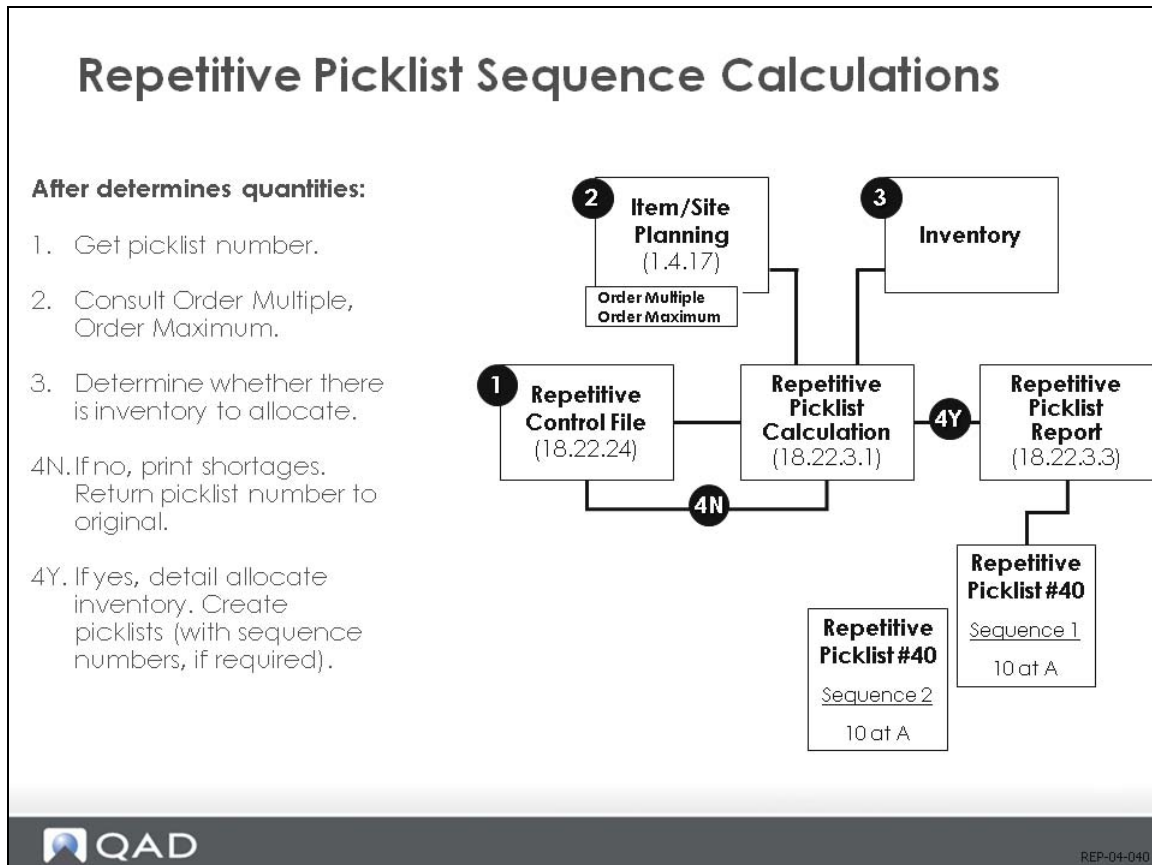 Repetitive Picklist Sequence Calculations
After determines quantities:
1. Get picklist number.
2. Consult Order Multiple,
Order Maximum.
3. Determine whether there
is inventory to allocate.
4N. If no, print shortages.
Return picklist number to
original.
4Y. If yes, detail allocate
inventory. Create
picklists (with sequence
numbers, if required).
2
Item/Site
Planning
(1.4.17)
Order Multiple
Order Maximum
3
Inventory
1
Repetitive
Control File
(18.22.24)
Repetitive
Picklist
Calculation
(18.22.3.1)
4Y
Repetitive
Picklist
Report
(18.22.3.3)
4N
Repetitive
Picklist #40
Sequence 1
10 at A
Repetitive
Picklist #40
Sequence 2
10 at A
QAD
REP-04-040